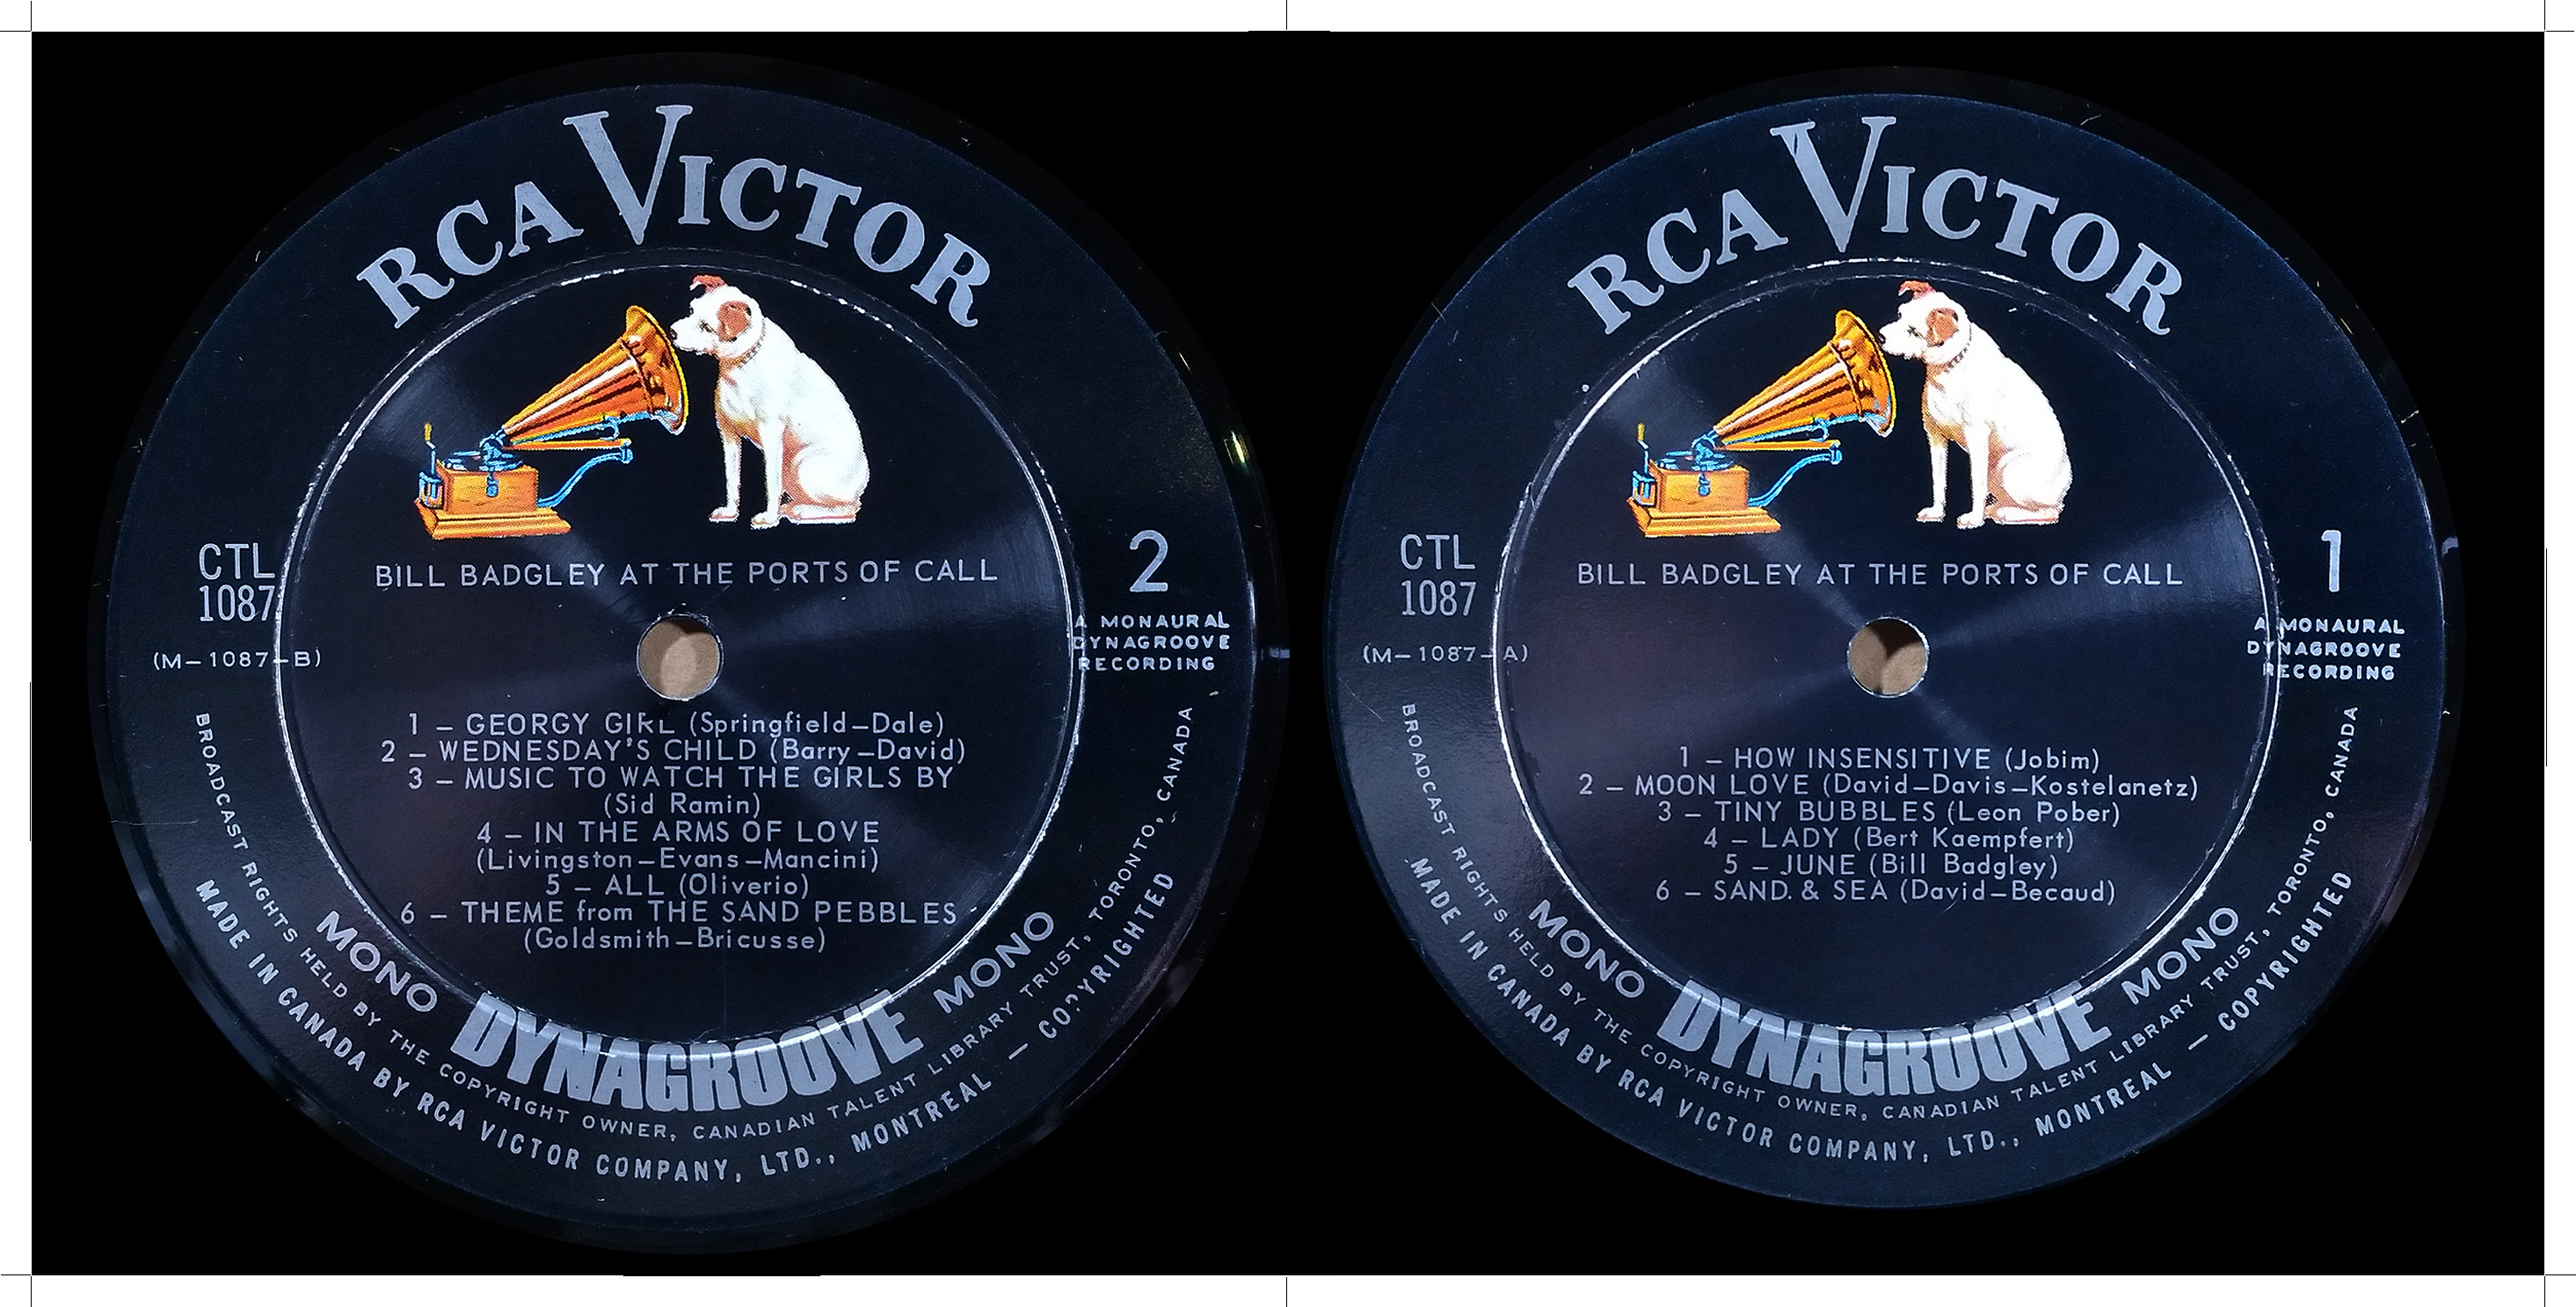 RCA VICTOR
CTL
1087
(M-1087-B)
BILL BADGLEY AT THE PORTS OF CALL
2
A MONAURAL
DYNAGROOVE
RECORDING
1 - GEORGY GIRL (Springfield-Dale)
2 - WEDNESDAY'S CHILD (Barry-David)
3 - MUSIC TO WATCH THE GIRLS BY
(Sid Ramin)
4 - IN THE ARMS OF LOVE
(Livingston-Evans-Mancini)
5 - ALL (Oliverio)
6 - THEME from THE SAND PEBBLES
(Goldsmith-Bricusse)
MONO DYNAGROOVE MONO
BROADCAST RIGHTS HELD BY THE COPYRIGHT OWNER, CANADIAN TALENT LIBRARY TRUST, TORONTO, CANADA
MADE IN CANADA BY RCA VICTOR COMPANY, LTD., MONTREAL - COPYRIGHTED
RCA VICTOR
CTL
1087
(M-1087-A)
BILL BADGLEY AT THE PORTS OF CALL
1
A MONAURAL
DYNAGROOVE
RECORDING
1 - HOW INSENSITIVE (Jobim)
2 - MOON LOVE (David-Davis-Kostelanetz)
3 - TINY BUBBLES (Leon Pober)
4 - LADY (Bert Kaempfert)
5 - JUNE (Bill Badgley)
6 - SAND. & SEA (David-Becaud)
MONO DYNAGROOVE MONO
BROADCAST RIGHTS HELD BY THE COPYRIGHT OWNER, CANADIAN TALENT LIBRARY TRUST, TORONTO, CANADA
MADE IN CANADA BY RCA VICTOR COMPANY, LTD., MONTREAL - COPYRIGHTED